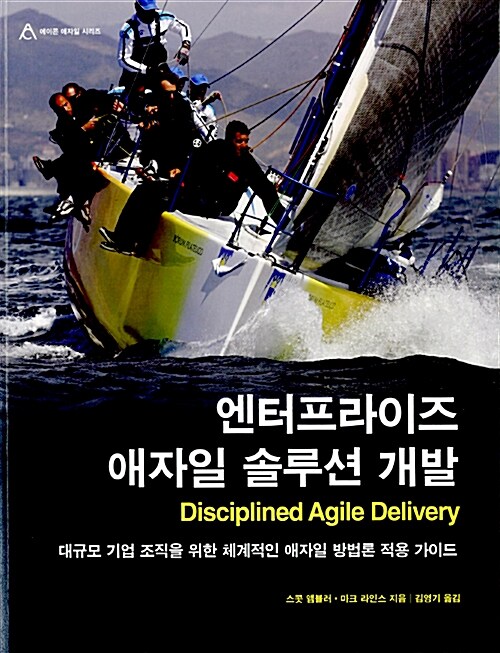 에이콘 애자일 시리즈
엔터프라이즈
애자일 솔루션 개발
Disciplined Agile Delivery
대규모 기업 조직을 위한 체계적인 애자일 방법론 적용 가이드
스콧 앰블러 • 마크 라인스 지음 | 김영기 옮김